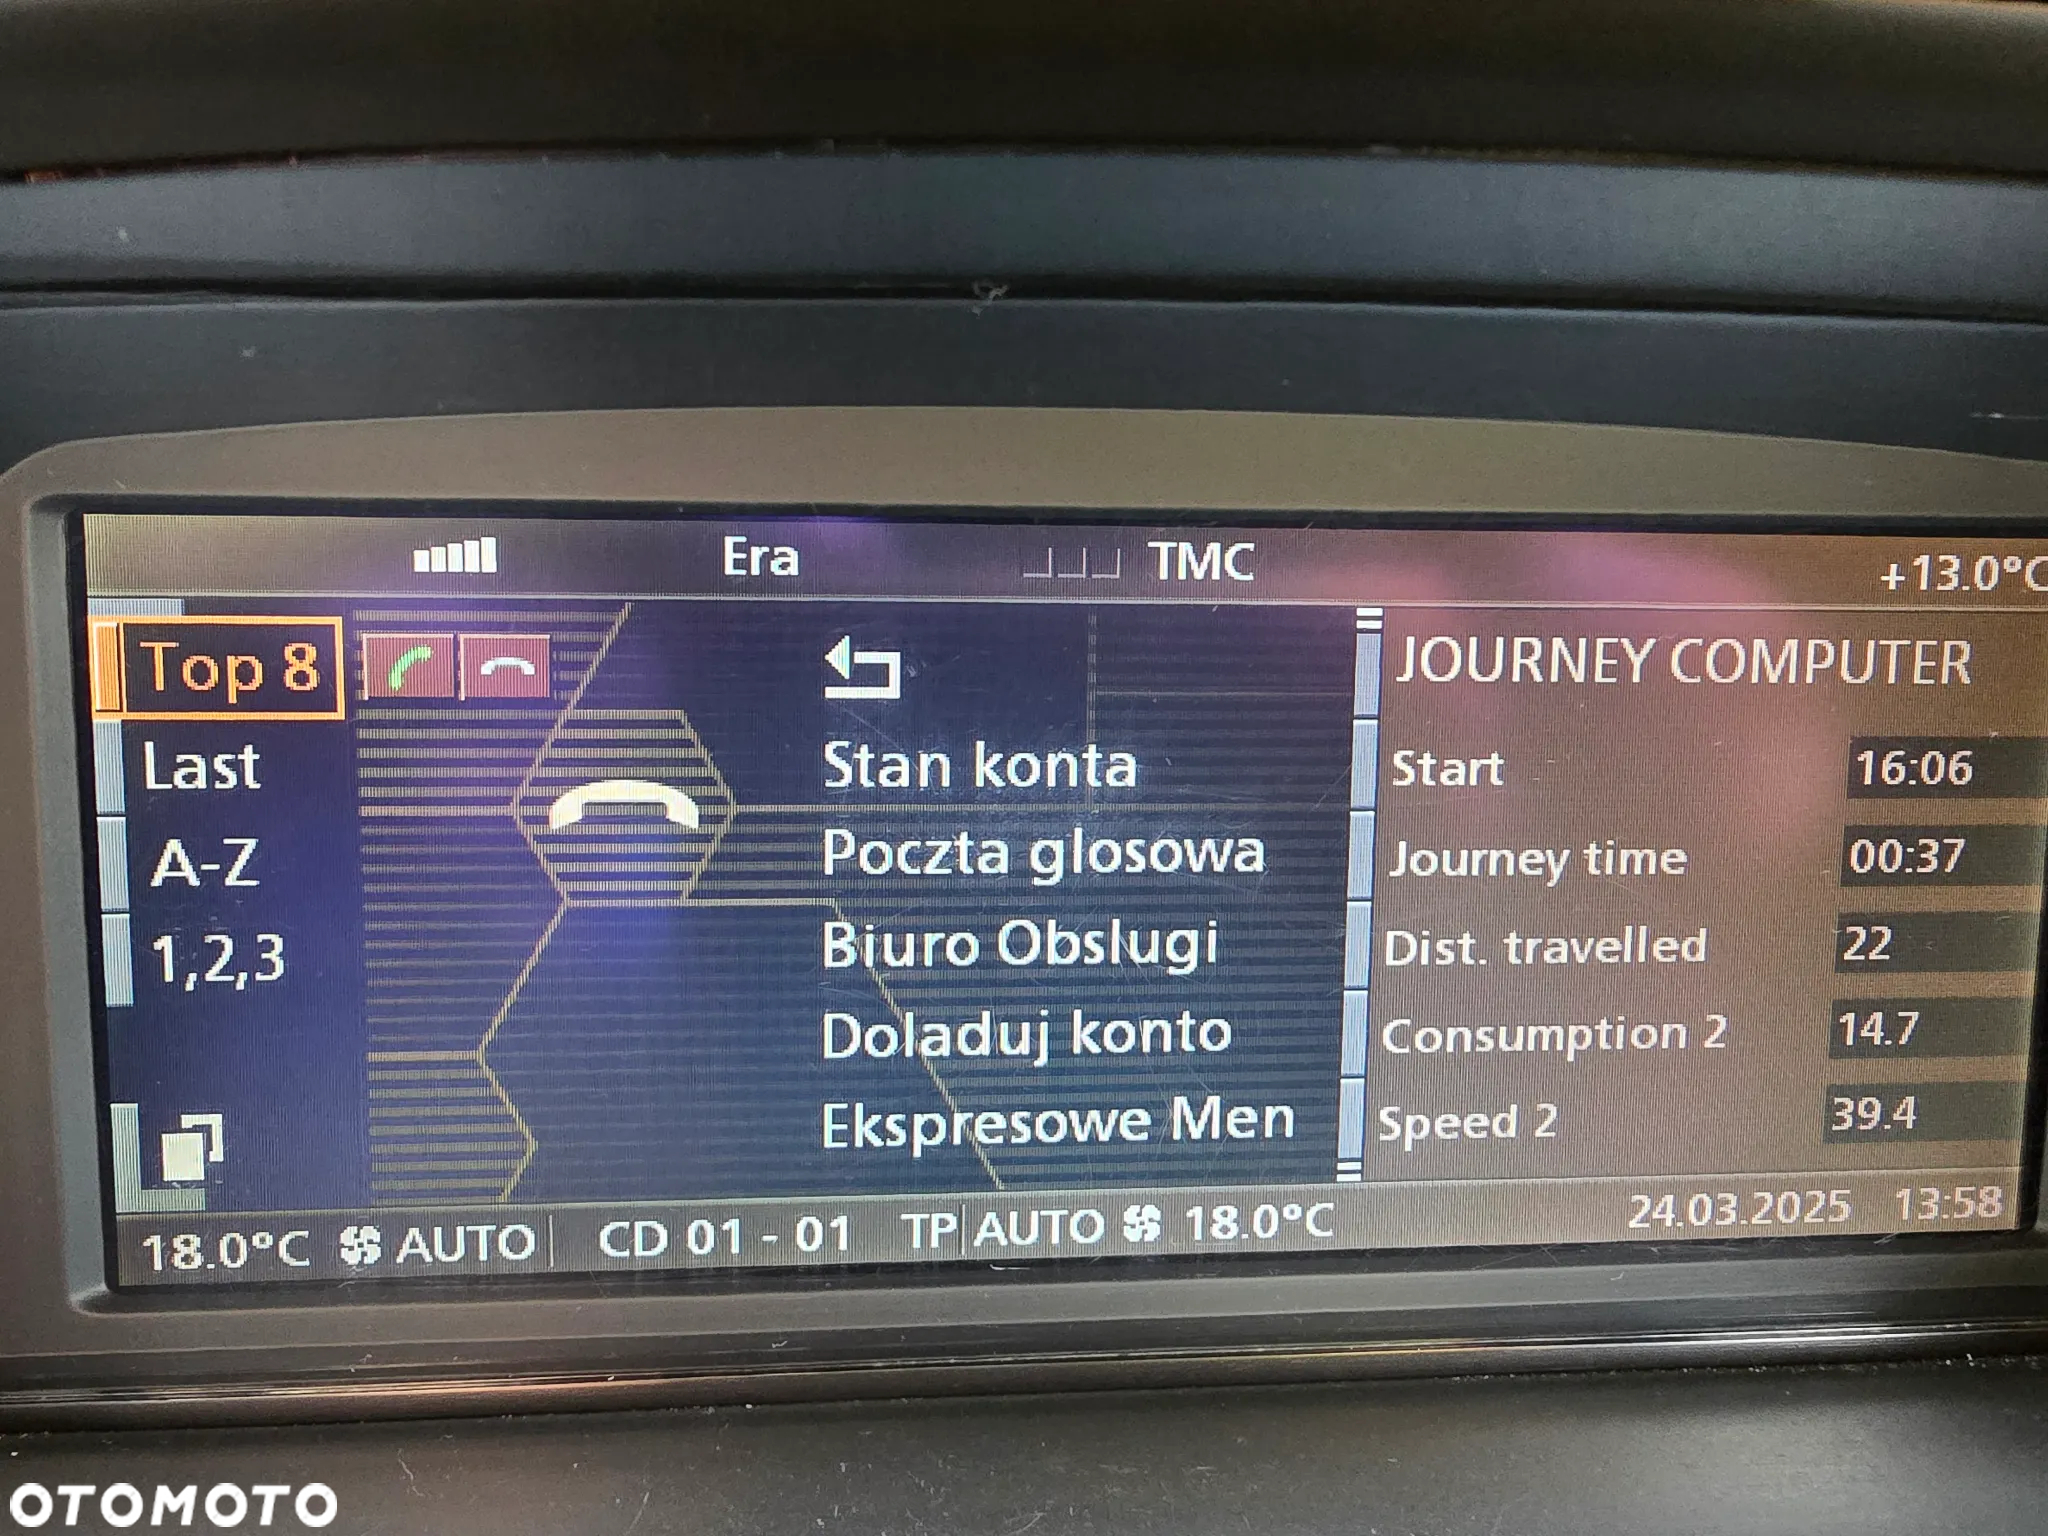 Era TMC +13.0°C
Top 8
Last
A-Z
1,2,3
Stan konta
Poczta glosowa
Biuro Obslugi
Doladuj konto
Ekspresowe Men
JOURNEY COMPUTER
Start 16:06
Journey time 00:37
Dist. travelled 22
Consumption 2 14.7
Speed 2 39.4
18.0°C AUTO CD 01 - 01 TP AUTO 18.0°C 24.03.2025 13:58
OTOMOTO